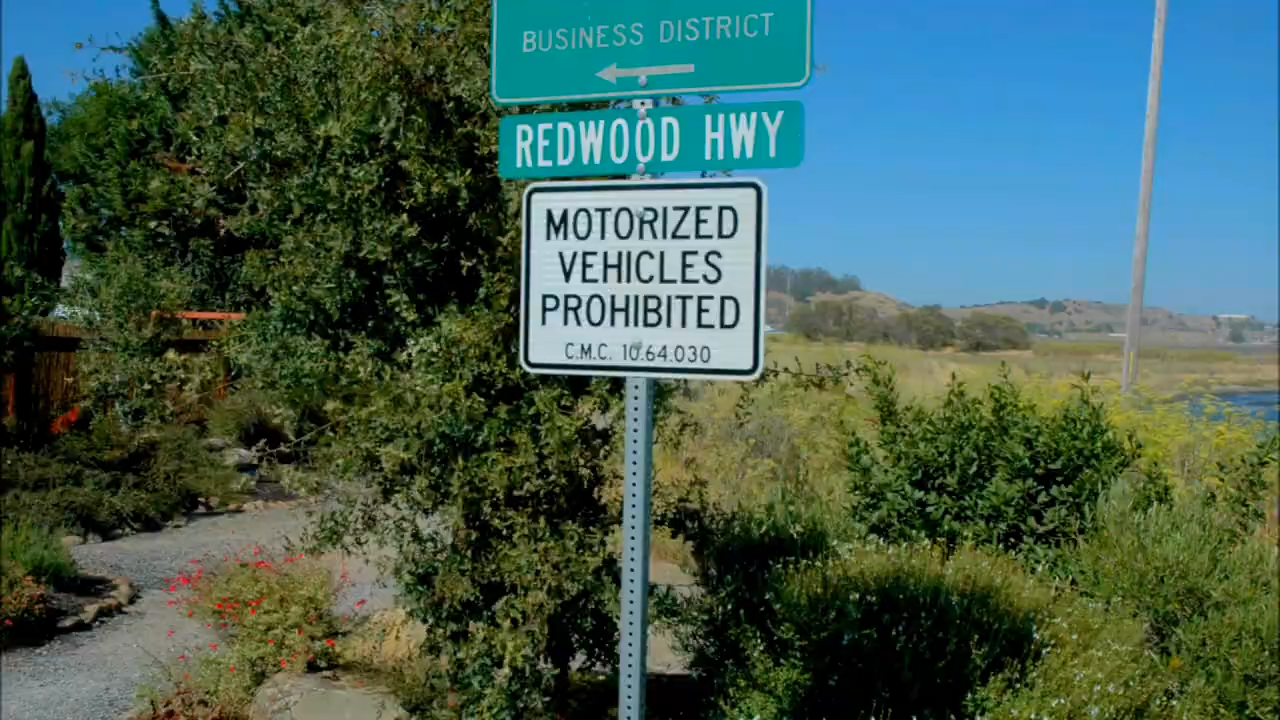 BUSINESS DISTRICT
REDWOOD HWY
MOTORIZED
VEHICLES
PROHIBITED
C.M.C. 10.64.030